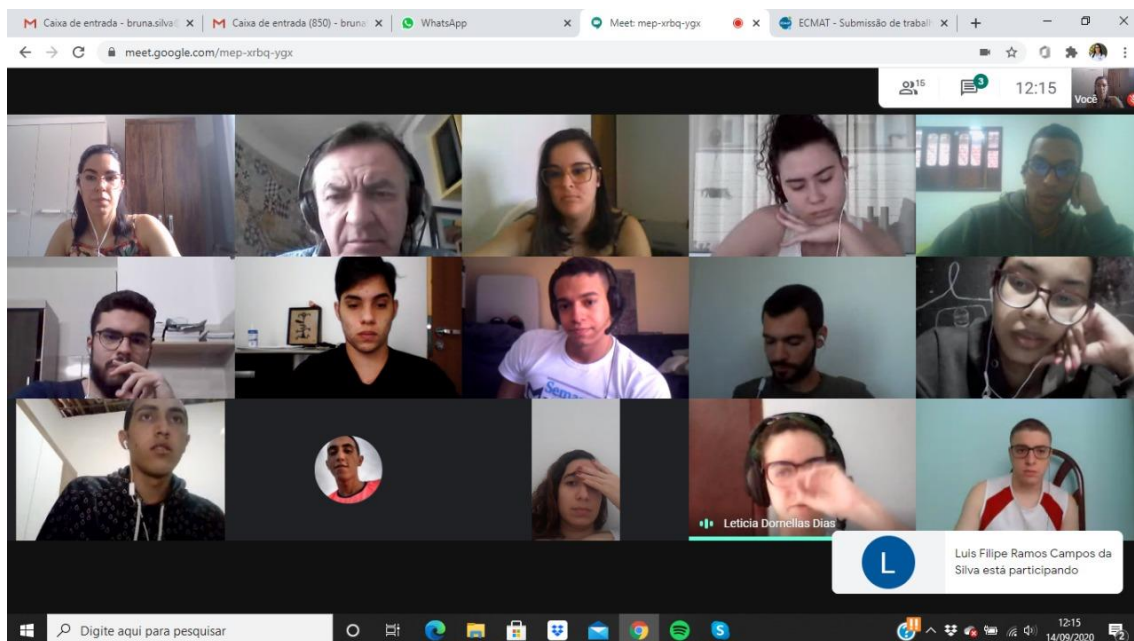 Caixa de entrada - bruna.silva@
Caixa de entrada (850) - bruna
WhatsApp
Meet: mep-xrbq-ygx
ECMAT - Submissão de trabal
meet.google.com/mep-xrbq-ygx
15
3
12:15
Você
Sema
Leticia Dornellas Dias
L
Luis Filipe Ramos Campos da
Silva está participando
Digite aqui para pesquisar
12:15
14/09/2020
2